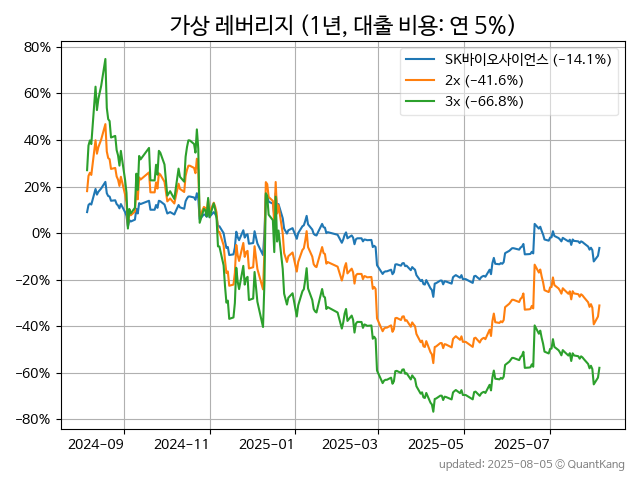 가상 레버리지 (1년, 대출 비용: 연 5%)
80%
60%
40%
20%
0%
−20%
−40%
−60%
−80%
SK바이오사이언스 (−14.1%)
2x (−41.6%)
3x (−66.8%)
2024-09 2024-11 2025-01 2025-03 2025-05 2025-07
updated: 2025-08-05 © QuantKang